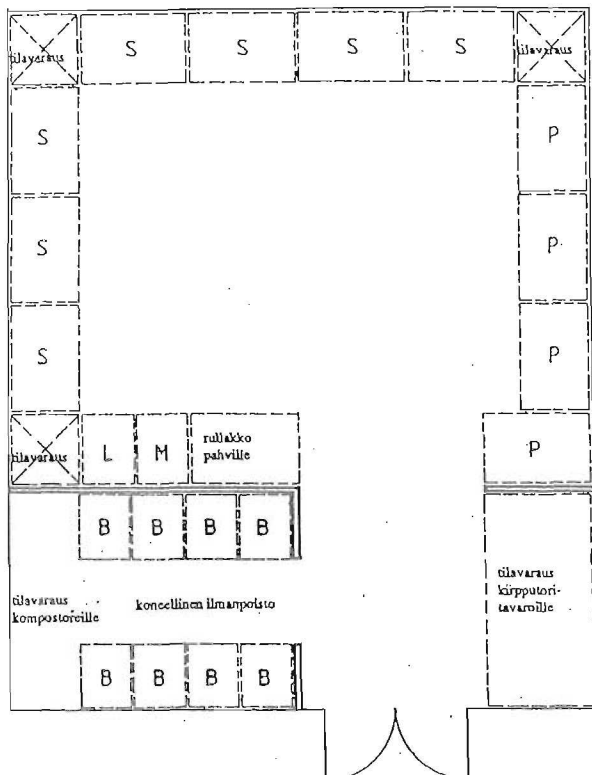 tilavaraus S S S S tilavaraus
S P
S P
S P
tilavaraus L M rullakko P
pahville
B B B B
tilavaraus koneellinen ilmanpoisto
kompostoreille
tilavaraus
kirpputori-
tavaroille
B B B B